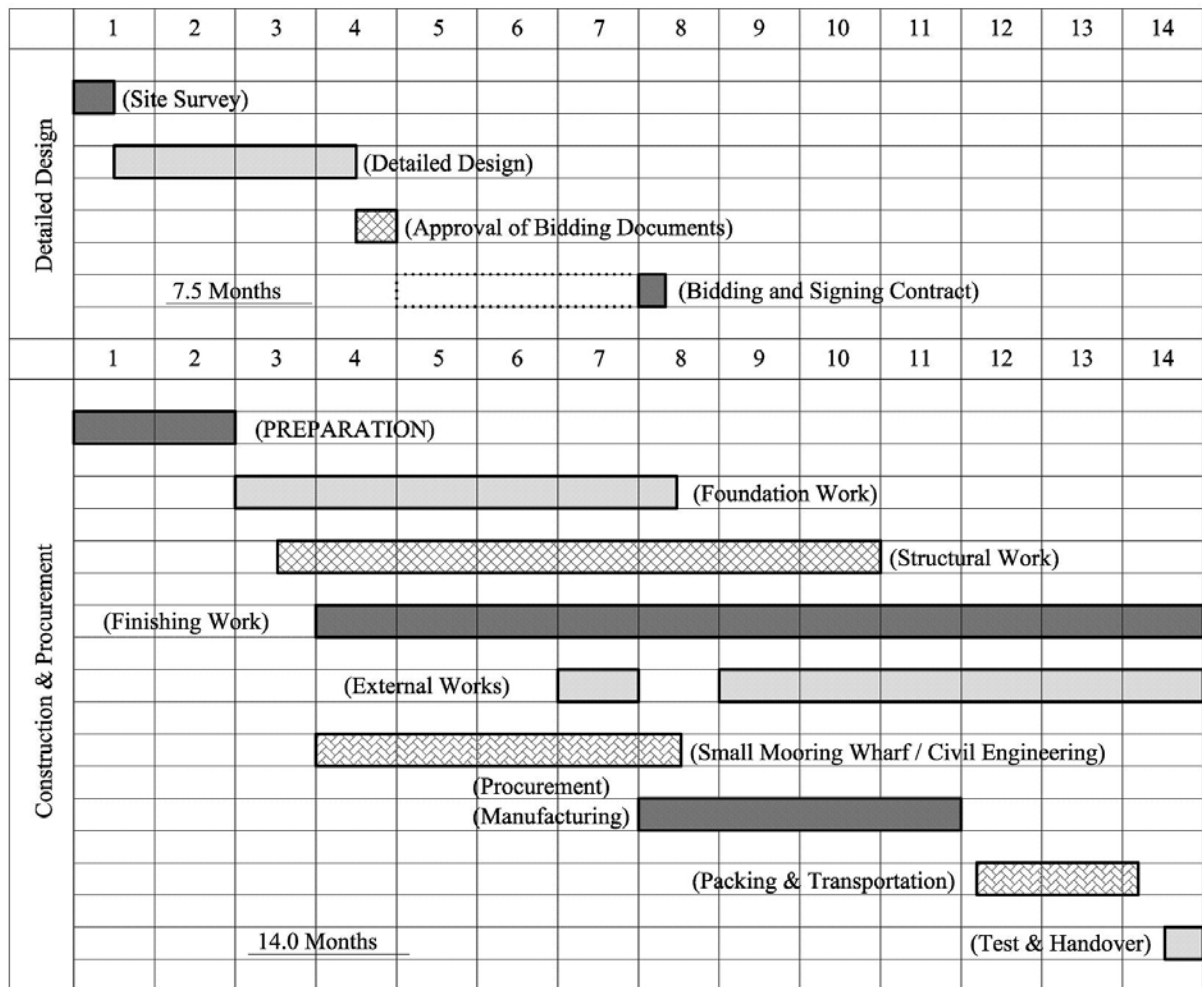 1 2 3 4 5 6 7 8 9 10 11 12 13 14
Detailed Design
(Site Survey)
(Detailed Design)
(Approval of Bidding Documents)
7.5 Months
(Bidding and Signing Contract)
1 2 3 4 5 6 7 8 9 10 11 12 13 14
Construction & Procurement
(PREPARATION)
(Foundation Work)
(Structural Work)
(Finishing Work)
(External Works)
(Small Mooring Wharf / Civil Engineering)
(Procurement)
(Manufacturing)
(Packing & Transportation)
14.0 Months
(Test & Handover)